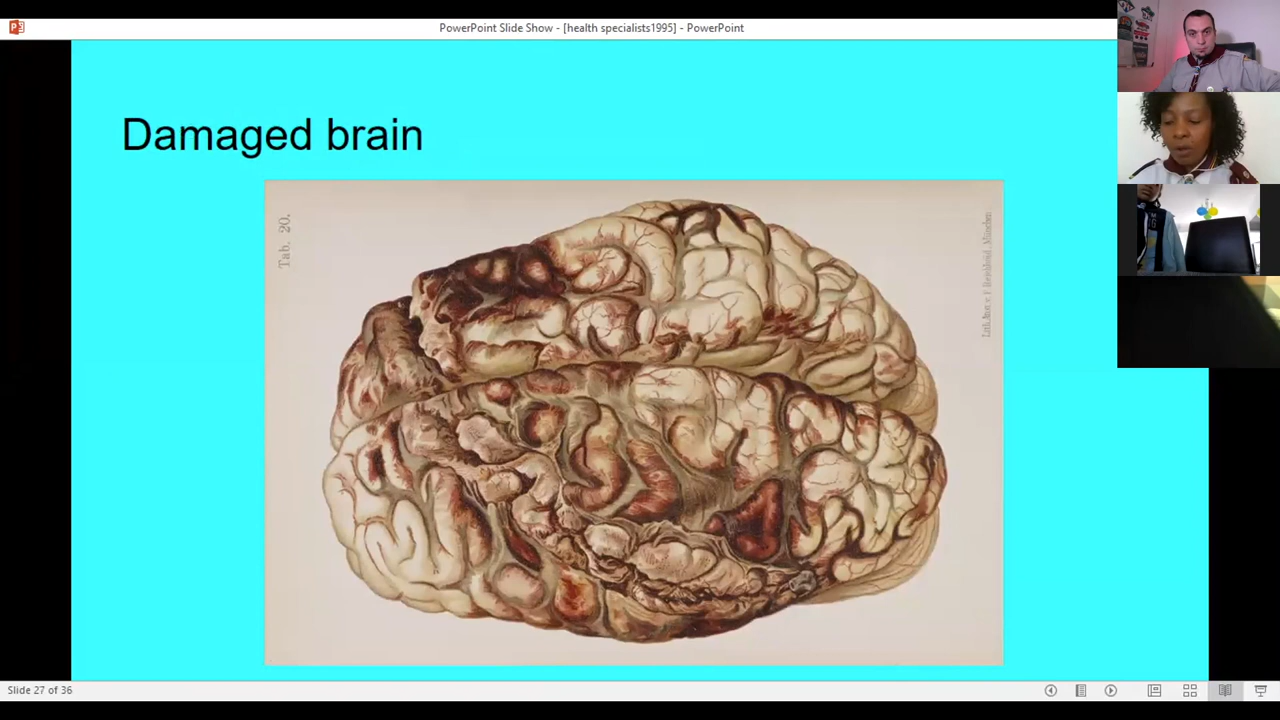 PowerPoint Slide Show - [health specialists1995] - PowerPoint
Damaged brain
Tab. 20.
Slide 27 of 36